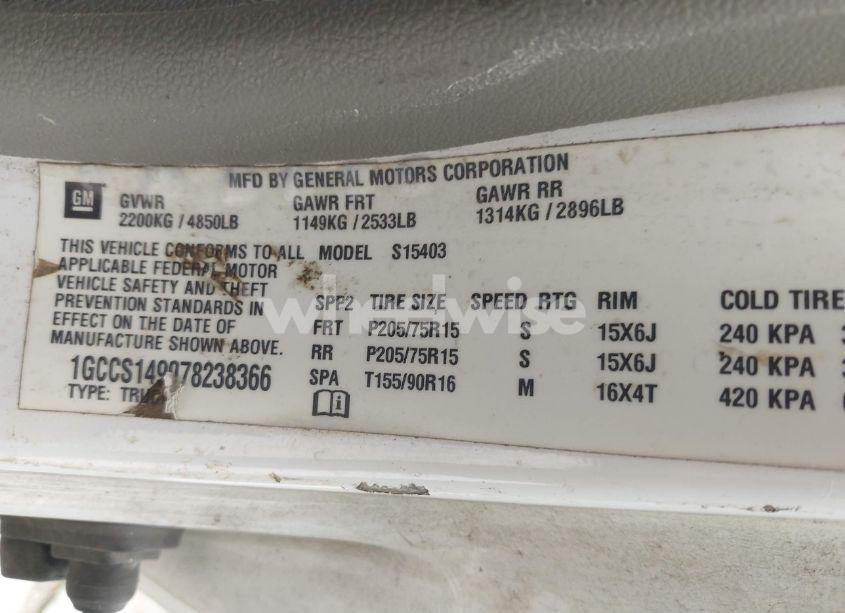 MFD BY GENERAL MOTORS CORPORATION
GM GVWR GAWR FRT GAWR RR
2200KG / 4850LB 1149KG / 2533LB 1314KG / 2896LB
THIS VEHICLE CONFORMS TO ALL MODEL S15403
APPLICABLE FEDERAL MOTOR
VEHICLE SAFETY AND THEFT
PREVENTION STANDARDS IN SPF2 TIRE SIZE SPEED RTG RIM COLD TIRE
EFFECT ON THE DATE OF FRT P205/75R15 S 15X6J 240 KPA
MANUFACTURE SHOWN ABOVE. RR P205/75R15 S 15X6J 240 KPA
1GCCS149978238366 SPA T155/90R16 M 16X4T 420 KPA
TYPE: TRUCK
wheelwise